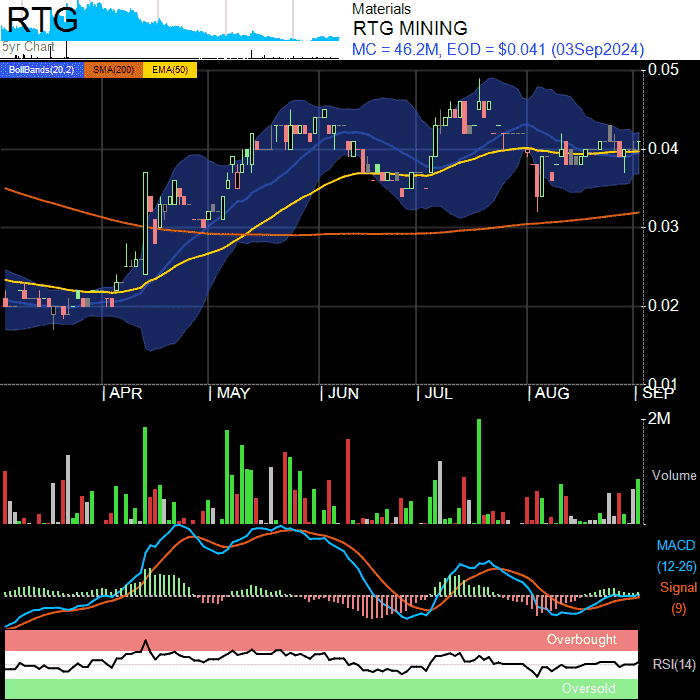 RTG
5yr Chart
Materials
RTG MINING
MC = 46.2M, EOD = $0.041 (03Sep2024)
BollBands(20,2) SMA(200) EMA(50)
0.05
0.04
0.03
0.02
0.01
APR MAY JUN JUL AUG SEP
2M
Volume
MACD
(12-26)
Signal
(9)
Overbought
RSI(14)
Oversold